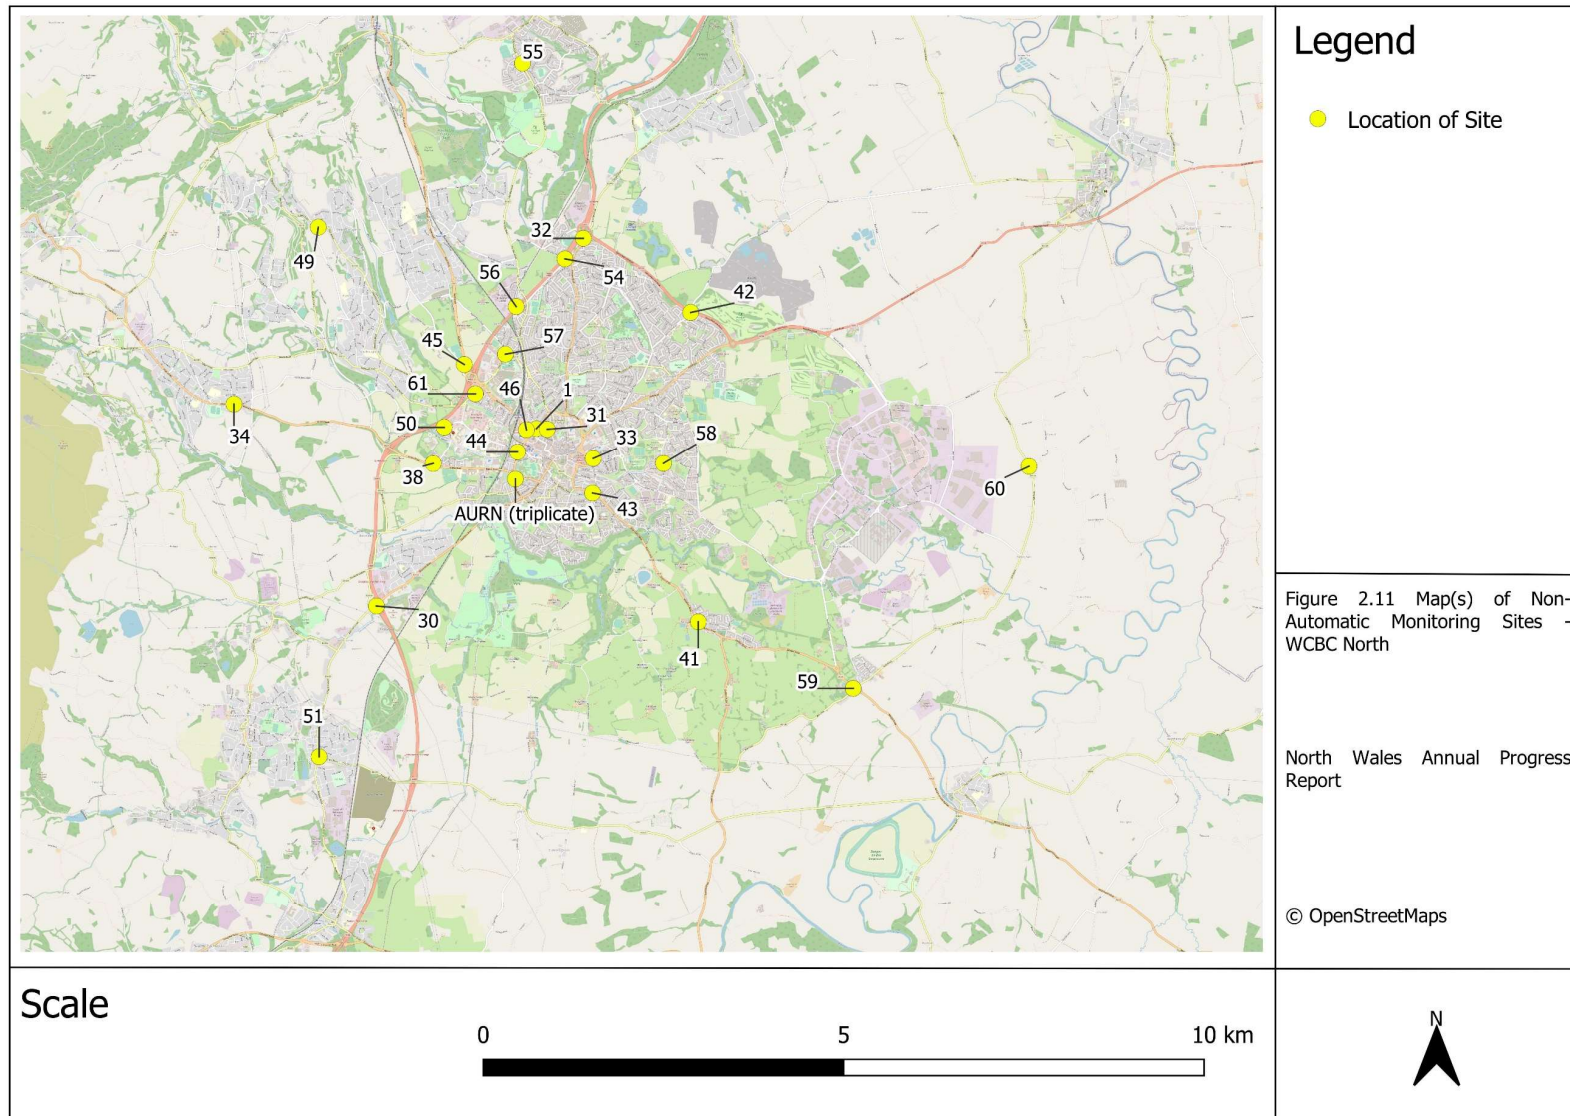 55
32
49
54
56
42
57
45
61
46
1
31
34
50
44
33
58
38
60
AURN (triplicate)
43
30
41
59
51
Legend
Location of Site
Figure 2.11 Map(s) of Non-
Automatic Monitoring Sites -
WCBC North
North Wales Annual Progress
Report
© OpenStreetMaps
Scale
0 5 10 km
N